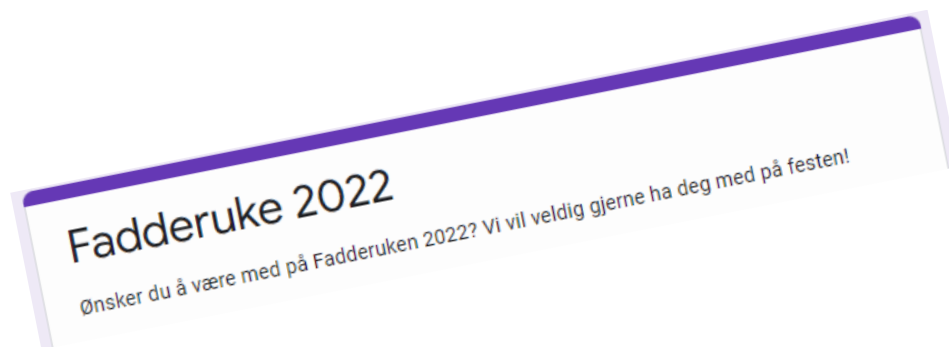 Fadderuke 2022
Ønsker du å være med på Fadderuken 2022? Vi vil veldig gjerne ha deg med på festen!